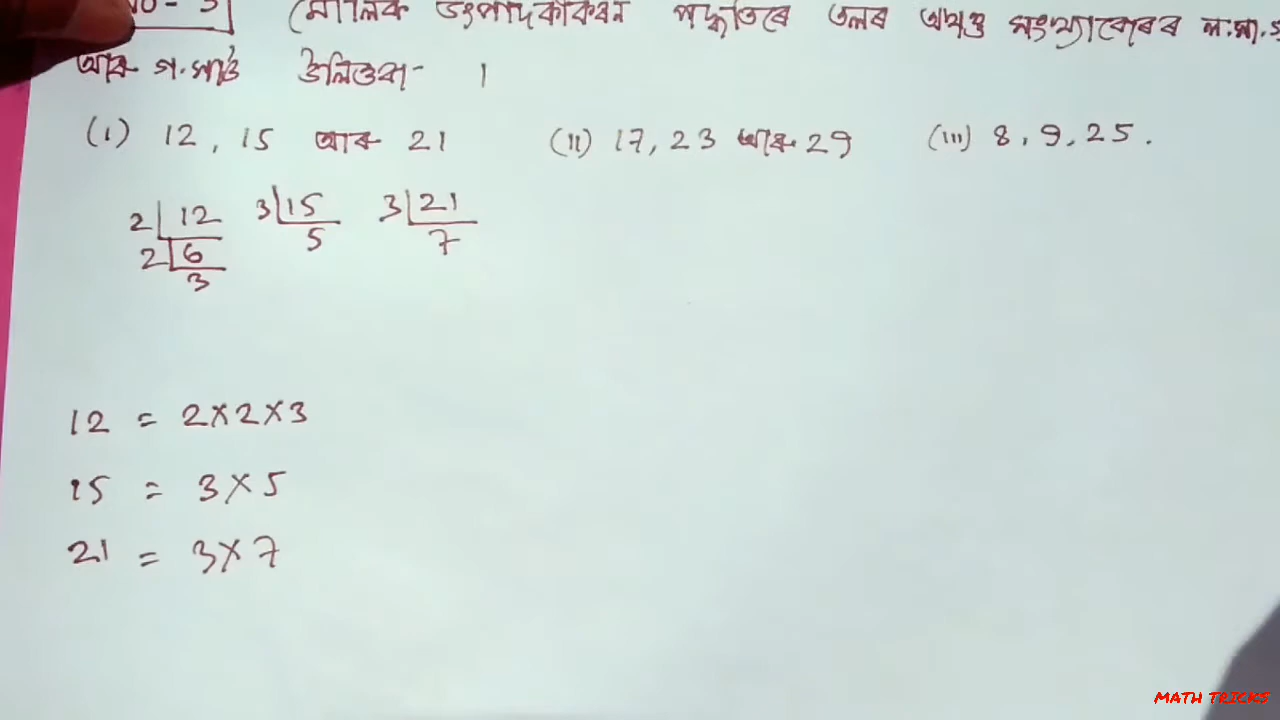 মৌলিক উৎপাদকীকৰন পদ্ধতিৰে তলৰ অখণ্ড সংখ্যাবোৰৰ ল.সা.গ
আৰু গ.সা.উ উলিওৱা- ।
(i) 12, 15 আৰু 21 (ii) 17, 23 আৰু 29 (iii) 8, 9, 25.
2 12 3 15 3 21
2 6 5 7
3
12 = 2×2×3
15 = 3×5
21 = 3×7
MATH TRICKS